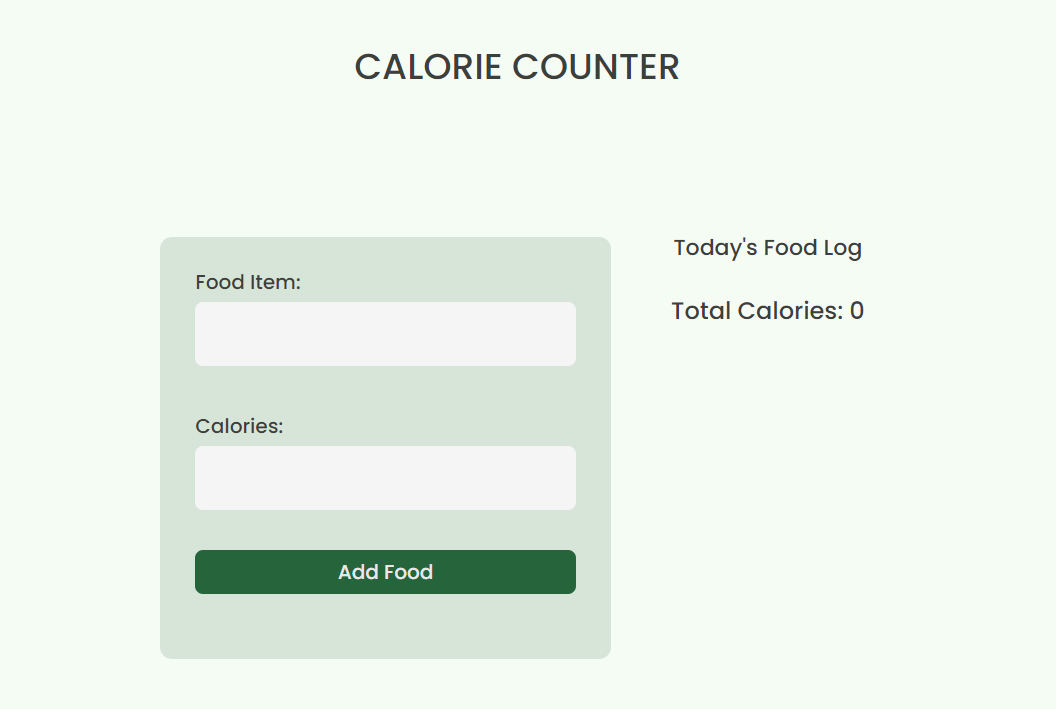 CALORIE COUNTER
Food Item:
Calories:
Add Food
Today's Food Log
Total Calories: 0